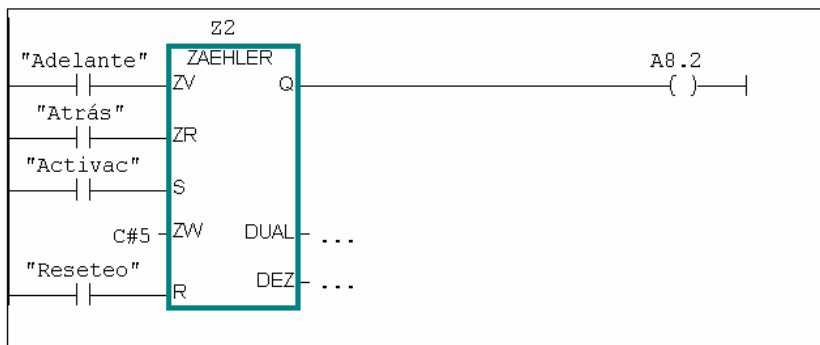 Z2
"Adelante"
ZAEHLER
A8.2
ZV
Q
( )
"Atrás"
ZR
"Activac"
S
C#5
ZW
DUAL
...
"Reseteo"
DEZ
...
R